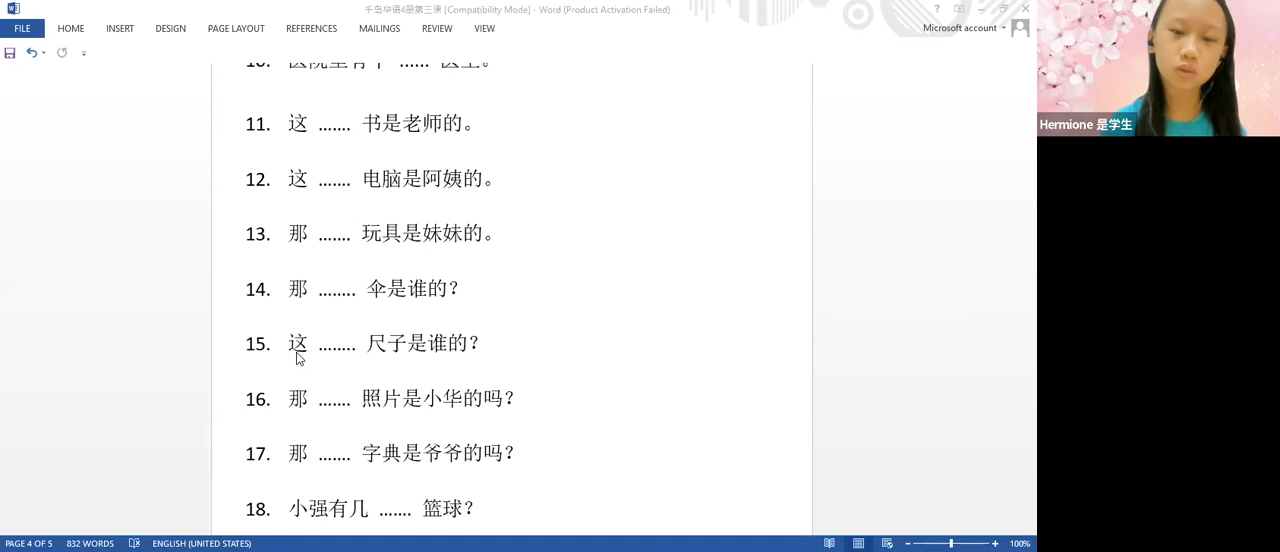 千岛华语4册第三课 [Compatibility Mode] - Word (Product Activation Failed)
FILE HOME INSERT DESIGN PAGE LAYOUT REFERENCES MAILINGS REVIEW VIEW
Microsoft account
11. 这 ....... 书是老师的。
12. 这 ....... 电脑是阿姨的。
13. 那 ....... 玩具是妹妹的。
14. 那 ........ 伞是谁的？
15. 这 ........ 尺子是谁的？
16. 那 ....... 照片是小华的吗？
17. 那 ....... 字典是爷爷的吗？
18. 小强有几 ....... 篮球？
Hermione 是学生
PAGE 4 OF 5 832 WORDS ENGLISH (UNITED STATES) 100%